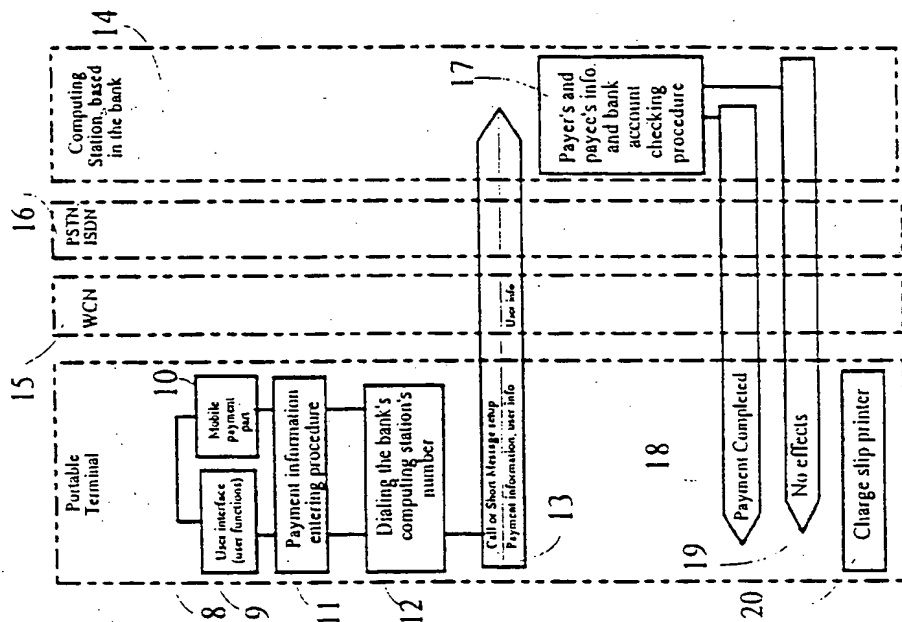 16
15
14
Portable
Terminal
WCN
PSTN
ISDN
Computing
Station, based
in the bank
10
8
9
User interface
(user functions)
Mobile
payment
part
11
Payment information
entering procedure
12
Dialing the bank's
computing station's
number
Call or Short Message setup
Payment information, user info
User info
13
17
Payer's and
payee's info.
and bank
account
checking
procedure
18
Payment Completed
19
No effects
20
Charge slip printer